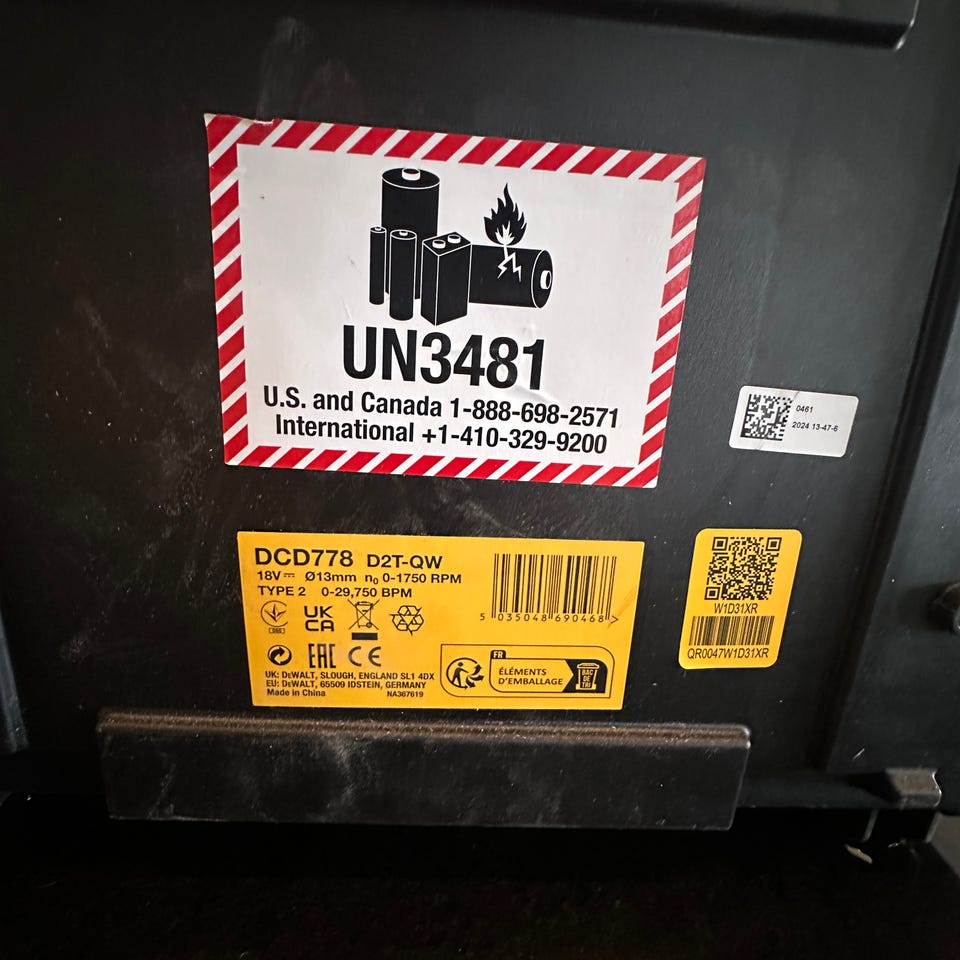 UN3481
U.S. and Canada 1-888-698-2571
International +1-410-329-9200
0461
2024 13-47-6
DCD778 D2T-QW
18V⎓ Ø13mm n₀ 0-1750 RPM
TYPE 2 0-29,750 BPM
UK
CA
EAC CE
5 035048 690468 >
UK: DeWALT, SLOUGH, ENGLAND SL1 4DX
EU: DeWALT, 65509 IDSTEIN, GERMANY
Made in China NA367619
FR
ÉLÉMENTS
D'EMBALLAGE
BAC
DE
TRI
W1D31XR
QR0047W1D31XR